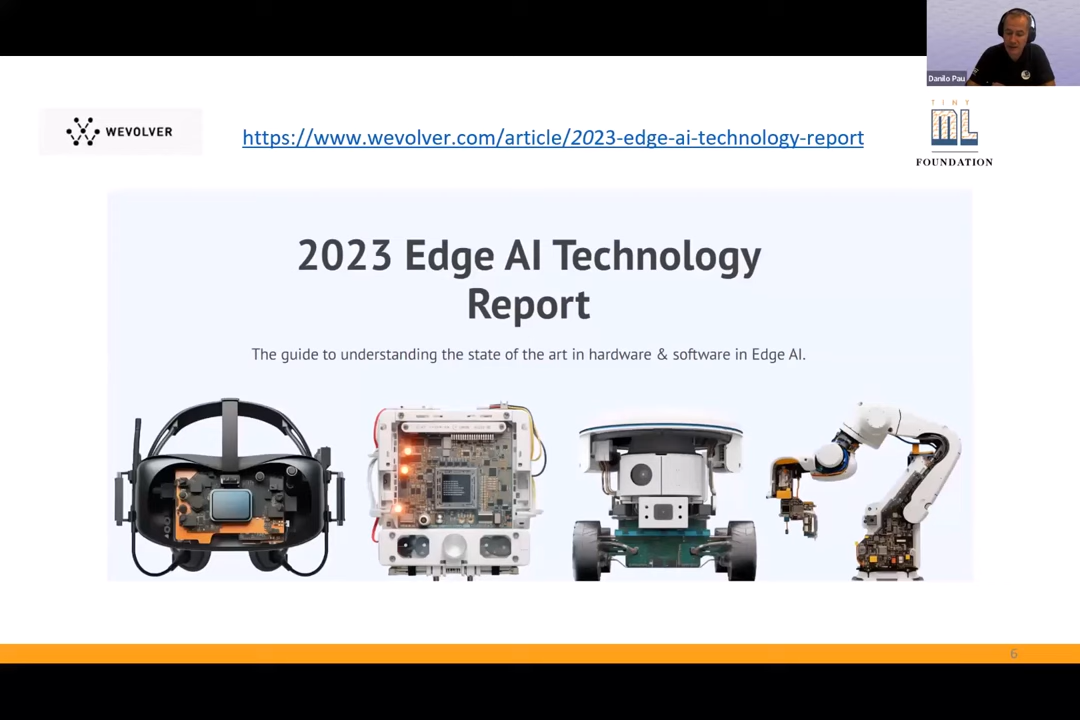 Danilo Pau
WEVOLVER
https://www.wevolver.com/article/2023-edge-ai-technology-report
TINY
ML
FOUNDATION
2023 Edge AI Technology
Report
The guide to understanding the state of the art in hardware & software in Edge AI.
6